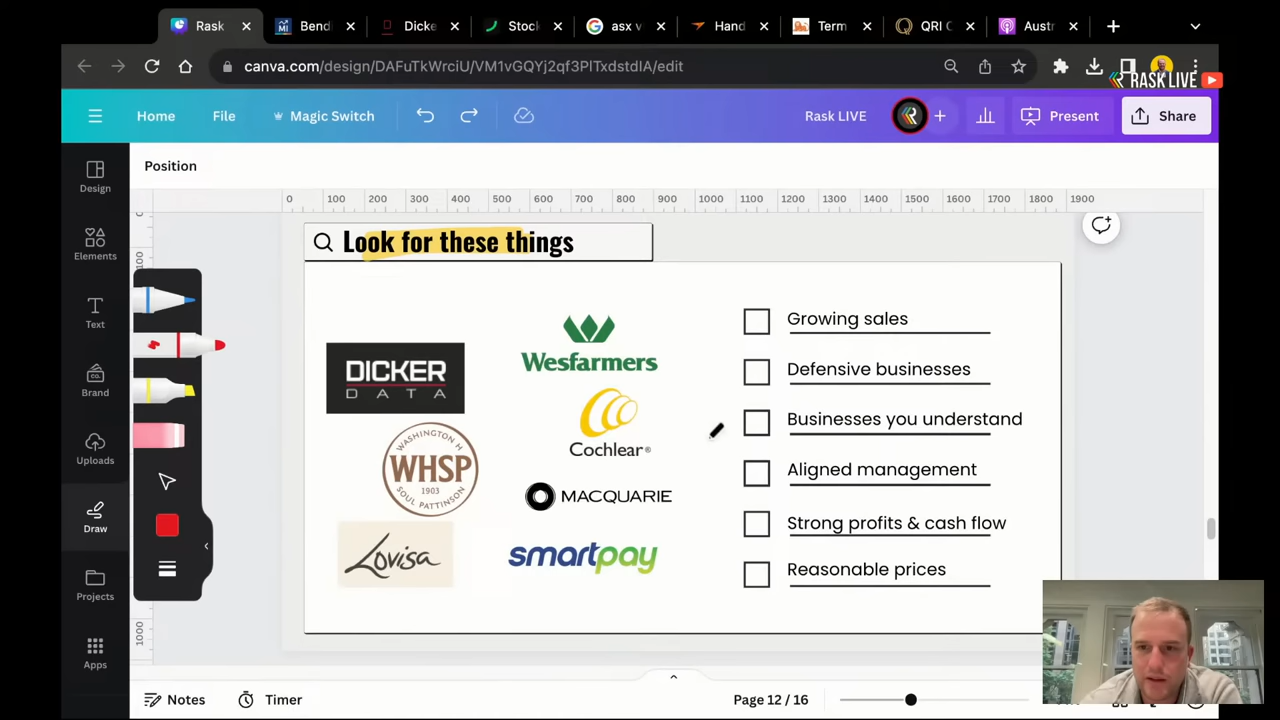 Rask
Bend
Dicke
Stock
asx v
Hand
Term
QRI C
Austr
canva.com/design/DAFuTkWrciU/VM1vGQYj2qf3PITxdstdIA/edit
RASK LIVE
Home
File
Magic Switch
Rask LIVE
Present
Share
Design
Elements
Text
Brand
Uploads
Draw
Projects
Apps
Position
0 100 200 300 400 500 600 700 800 900 1000 1100 1200 1300 1400 1500 1600 1700 1800 1900
1000
Look for these things
DICKER
DATA
WASHINGTON H
WHSP
1903
SOUL PATTINSON
Lovisa
Wesfarmers
Cochlear®
MACQUARIE
smartpay
Growing sales
Defensive businesses
Businesses you understand
Aligned management
Strong profits & cash flow
Reasonable prices
Notes
Timer
Page 12 / 16